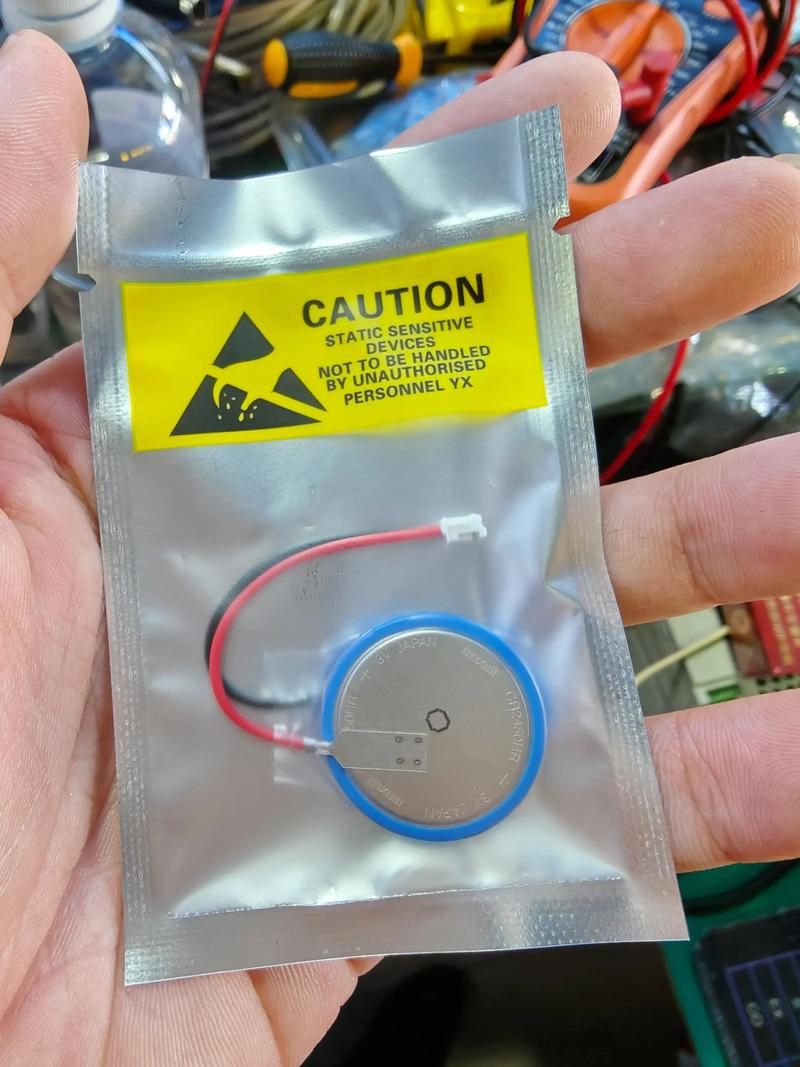 CAUTION
STATIC SENSITIVE
DEVICES
NOT TO BE HANDLED
BY UNAUTHORISED
PERSONNEL YX
+ 3V JAPAN
maxell
CR2450HR
+ 3V JAPAN
maxell
50HR